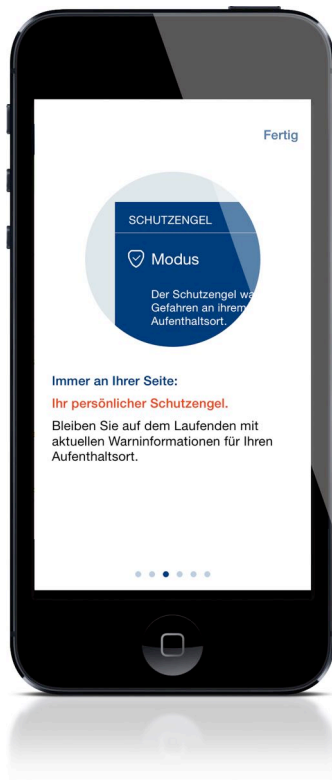 Fertig
SCHUTZENGEL
Modus
Der Schutzengel
Gefahren an ihrem
Aufenthaltsort.
Immer an Ihrer Seite:
Ihr persönlicher Schutzengel.
Bleiben Sie auf dem Laufenden mit
aktuellen Warninformationen für Ihren
Aufenthaltsort.